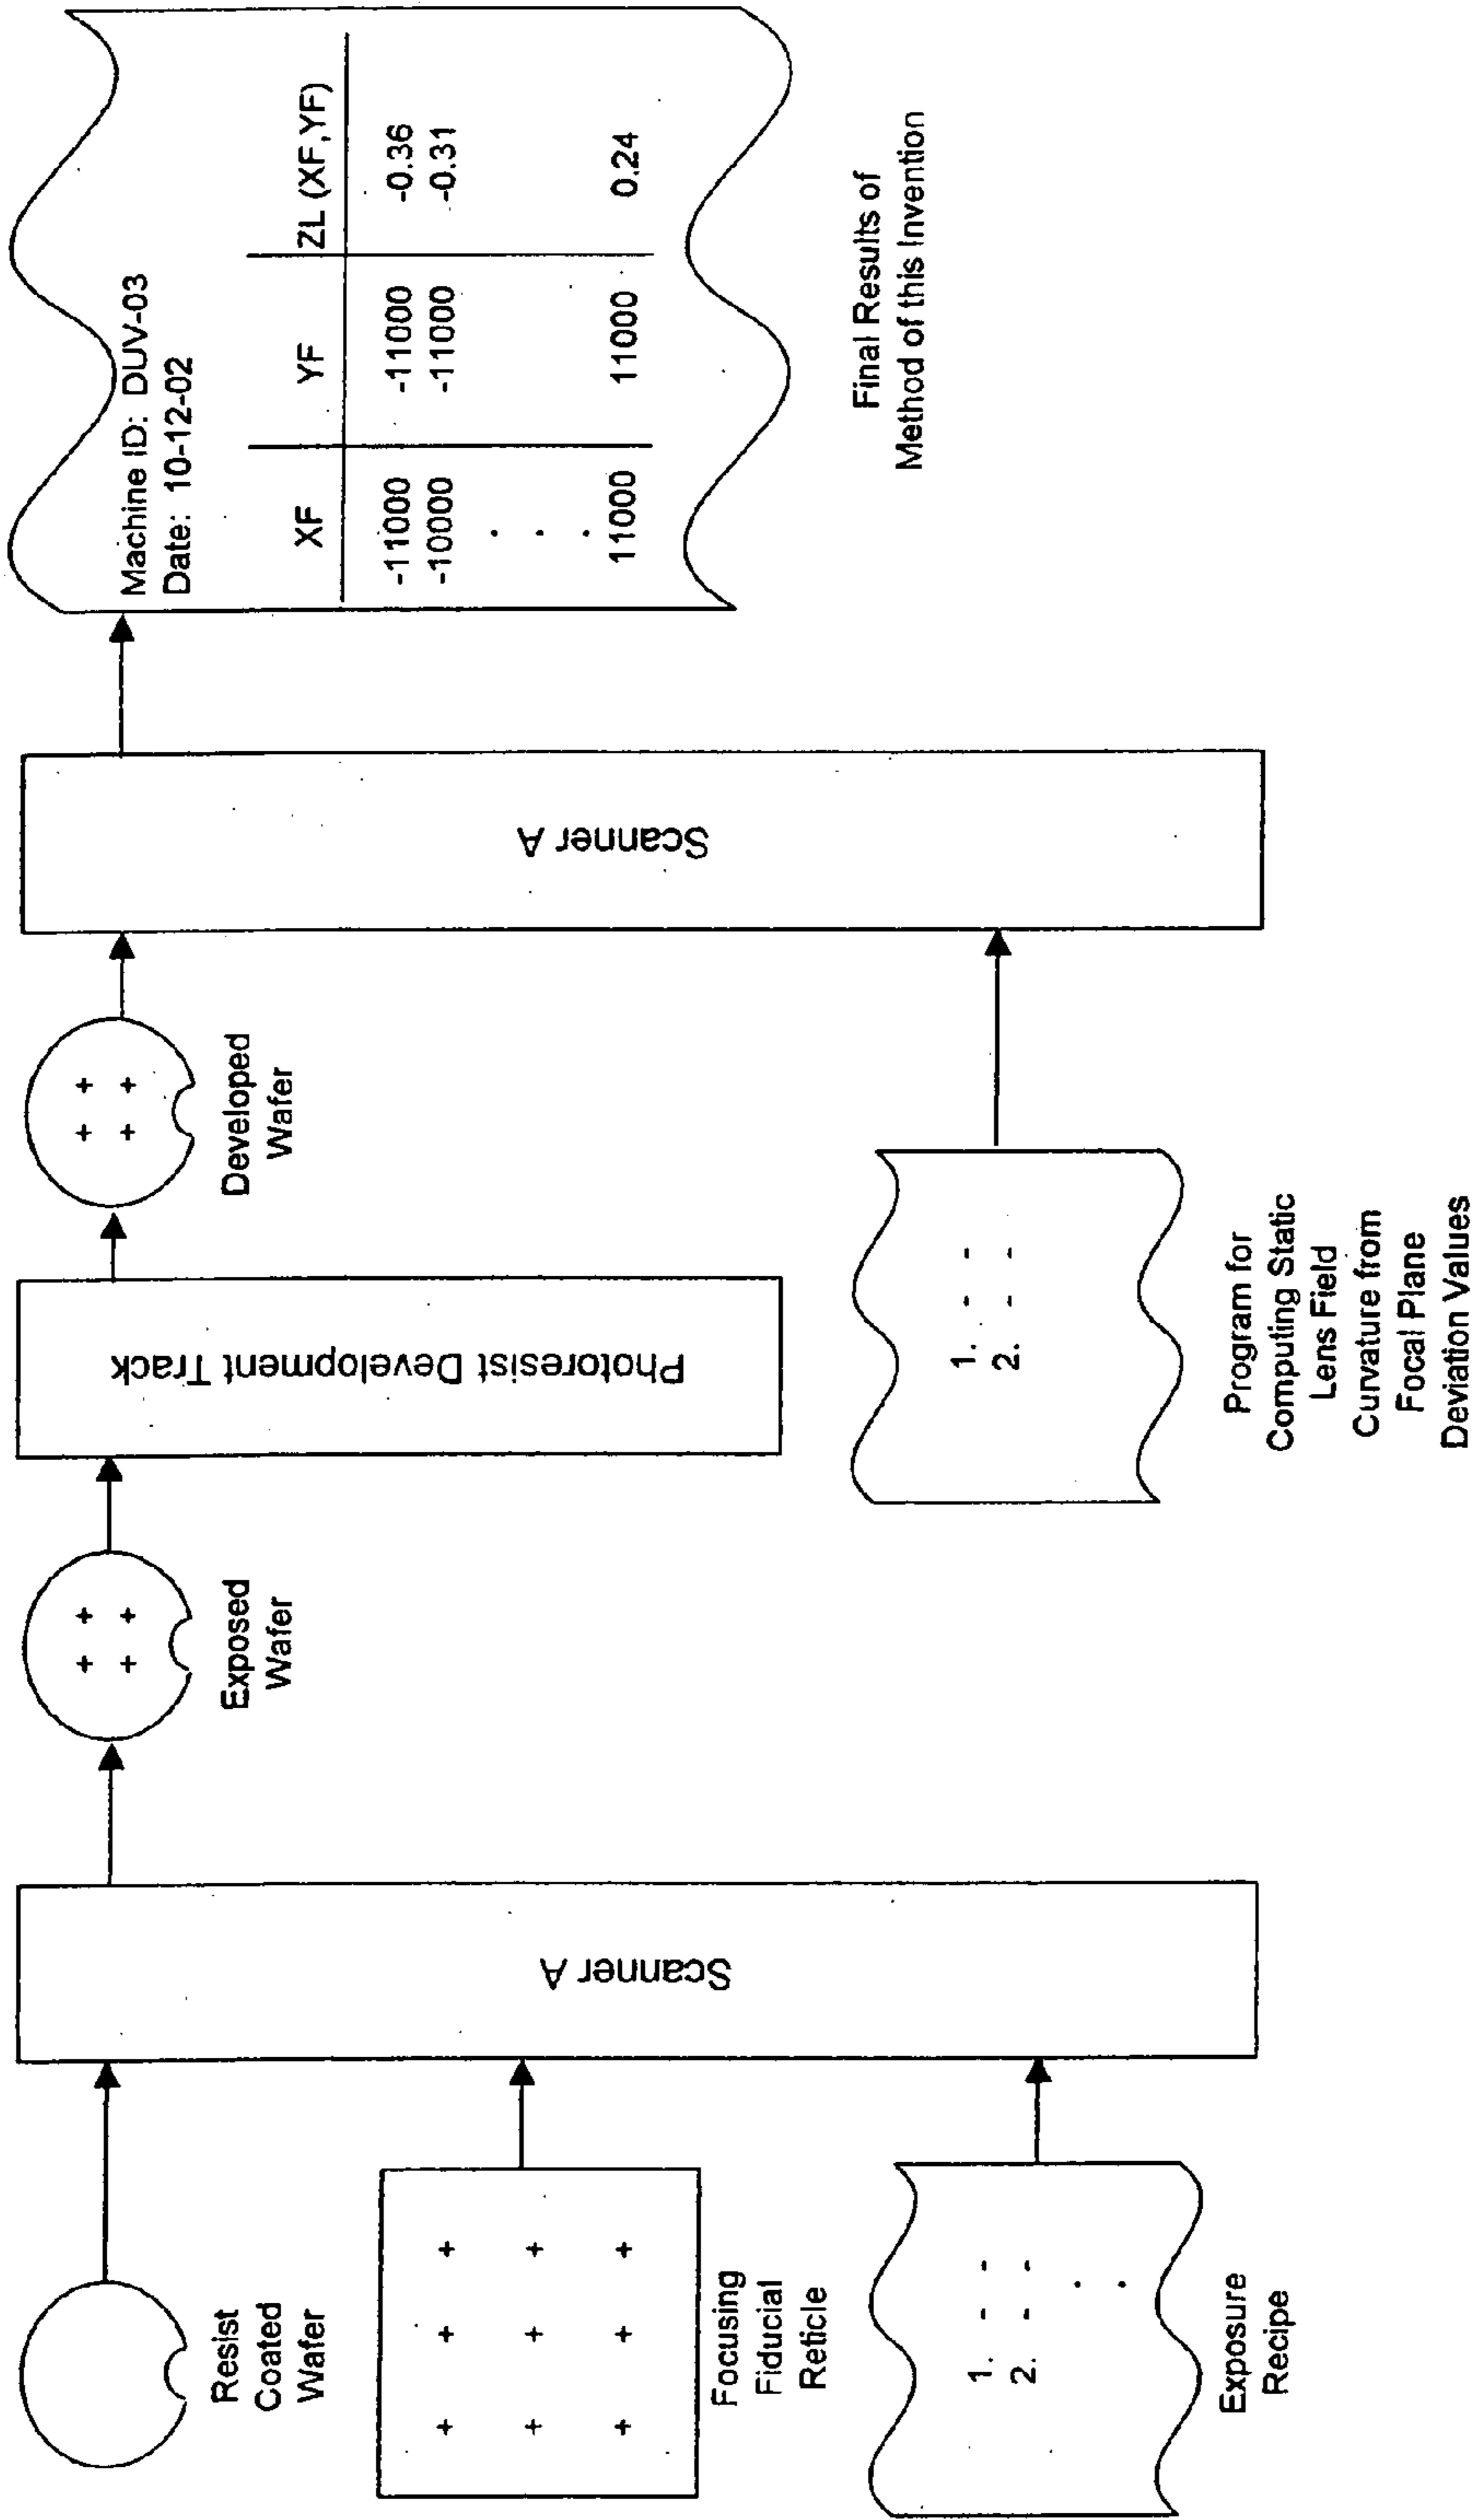 Resist
Coated
Wafer
Focusing
Fiducial
Reticle
1. - -
2. - -
Exposure
Recipe
Scanner A
Exposed
Wafer
Photoresist Development Track
Developed
Wafer
1. - -
2. - -
Program for
Computing Static
Lens Field
Curvature from
Focal Plane
Deviation Values
Scanner A
Machine ID: DUV-03
Date: 10-12-02
XF YF ZL (XF,YF)
-11000 -11000 -0.36
-10000 -11000 -0.31
11000 11000 0.24
Final Results of
Method of this Invention